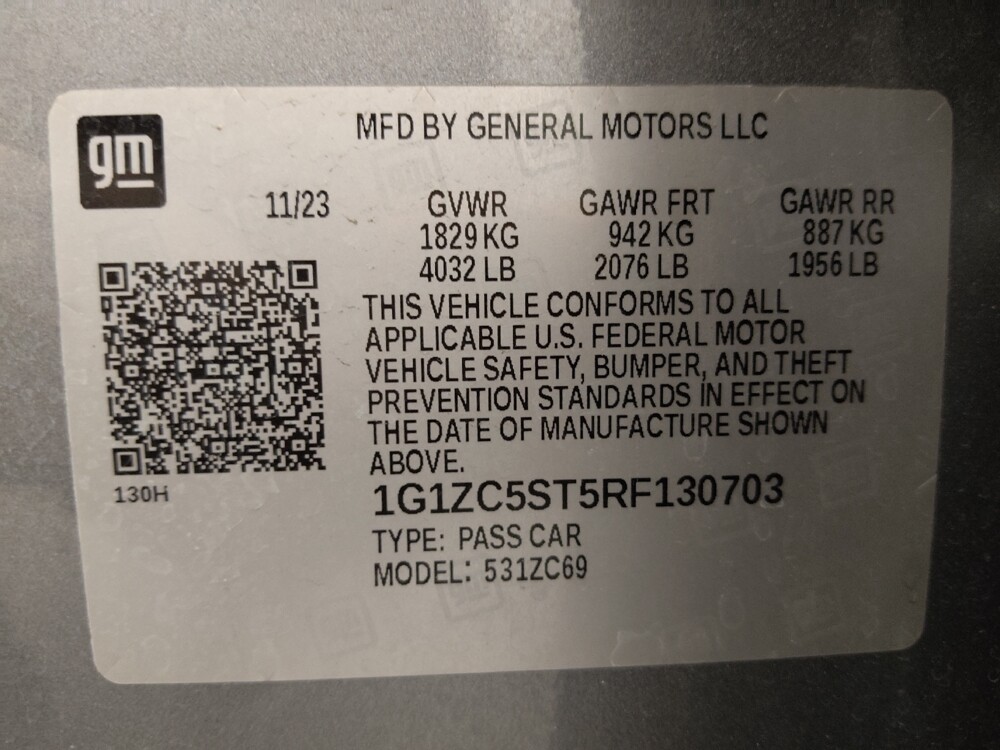 gm
MFD BY GENERAL MOTORS LLC
11/23 GVWR GAWR FRT GAWR RR
1829 KG 942 KG 887 KG
4032 LB 2076 LB 1956 LB
THIS VEHICLE CONFORMS TO ALL
APPLICABLE U.S. FEDERAL MOTOR
VEHICLE SAFETY, BUMPER, AND THEFT
PREVENTION STANDARDS IN EFFECT ON
THE DATE OF MANUFACTURE SHOWN
ABOVE.
130H
1G1ZC5ST5RF130703
TYPE: PASS CAR
MODEL: 531ZC69